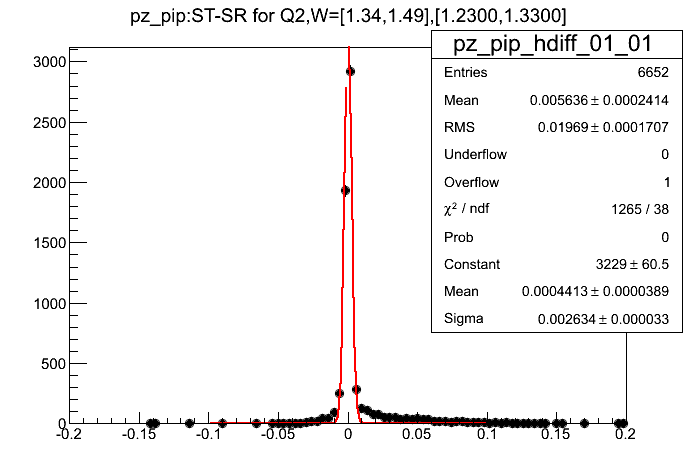 pz_pip:ST-SR for Q2,W=[1.34,1.49],[1.2300,1.3300]
pz_pip_hdiff_01_01
Entries 6652
Mean 0.005636 ± 0.0002414
RMS 0.01969 ± 0.0001707
Underflow 0
Overflow 1
χ² / ndf 1265 / 38
Prob 0
Constant 3229 ± 60.5
Mean 0.0004413 ± 0.0000389
Sigma 0.002634 ± 0.000033
3000
2500
2000
1500
1000
500
0
-0.2 -0.15 -0.1 -0.05 0 0.05 0.1 0.15 0.2